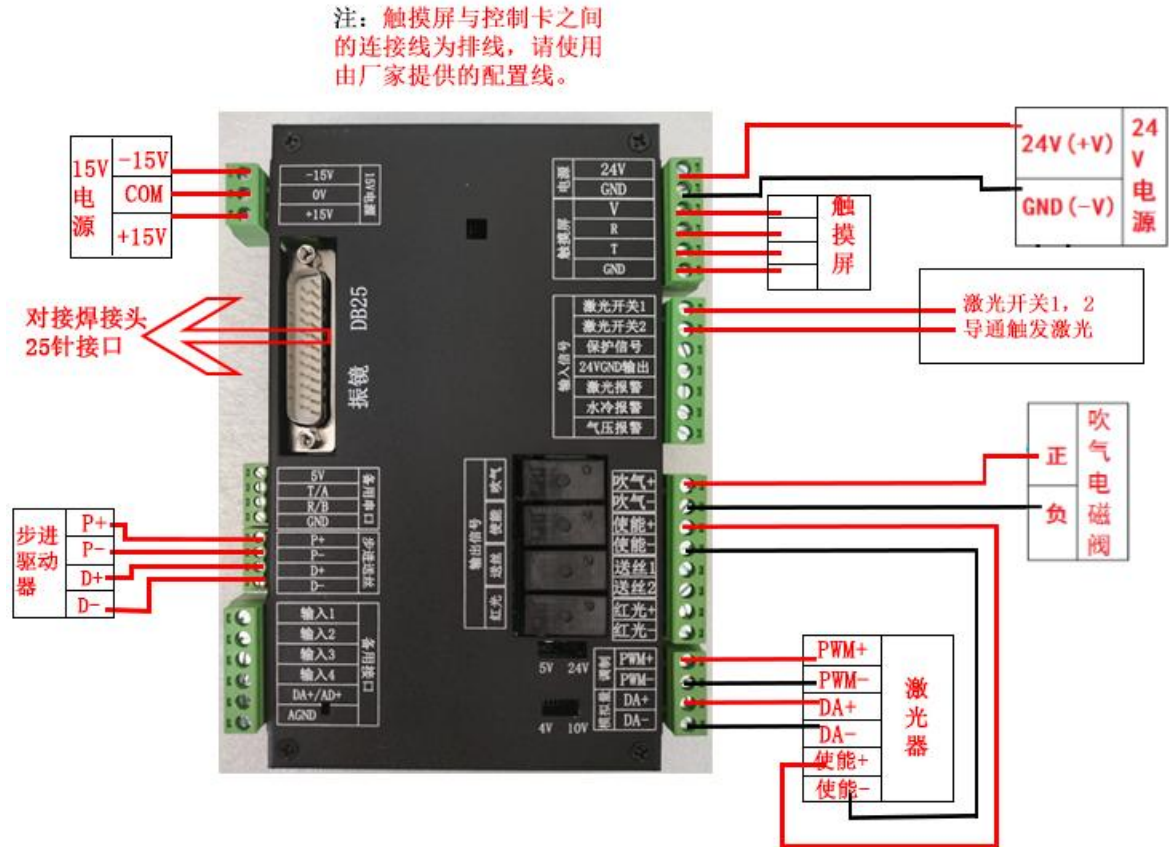 注：触摸屏与控制卡之间
的连接线为排线，请使用
由厂家提供的配置线。
15V
电
源
-15V
COM
+15V
-15V
0V
+15V
15V电源
对接焊接头
25针接口
振镜 DB25
5V
T/A
R/B
GND
备用串口
P+
P-
D+
D-
步进送丝
步进
驱动
器
P+
P-
D+
D-
输入1
输入2
输入3
输入4
DA+/AD+
AGND
备用接口
电源
24V
GND
触摸屏
V
R
T
GND
24V(+V)
GND(-V)
24
V
电
源
触
摸
屏
输入信号
激光开关1
激光开关2
保护信号
24VGND输出
激光报警
水冷报警
气压报警
激光开关1，2
导通触发激光
输出信号
吹气
使能
送丝
红光
吹气+
吹气-
使能+
使能-
送丝1
送丝2
红光+
红光-
正
负
吹
气
电
磁
阀
5V 24V
4V 10V
调制
PWM+
PWM-
模拟量
DA+
DA-
PWM+
PWM-
DA+
DA-
使能+
使能-
激
光
器